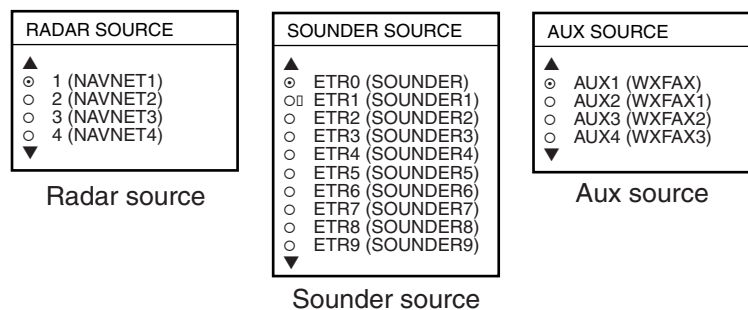 RADAR SOURCE
▲
⊙ 1 (NAVNET1)
○ 2 (NAVNET2)
○ 3 (NAVNET3)
○ 4 (NAVNET4)
▼
Radar source
SOUNDER SOURCE
▲
⊙ ETR0 (SOUNDER)
○▯ ETR1 (SOUNDER1)
○ ETR2 (SOUNDER2)
○ ETR3 (SOUNDER3)
○ ETR4 (SOUNDER4)
○ ETR5 (SOUNDER5)
○ ETR6 (SOUNDER6)
○ ETR7 (SOUNDER7)
○ ETR8 (SOUNDER8)
○ ETR9 (SOUNDER9)
▼
Sounder source
AUX SOURCE
▲
⊙ AUX1 (WXFAX)
○ AUX2 (WXFAX1)
○ AUX3 (WXFAX2)
○ AUX4 (WXFAX3)
▼
Aux source